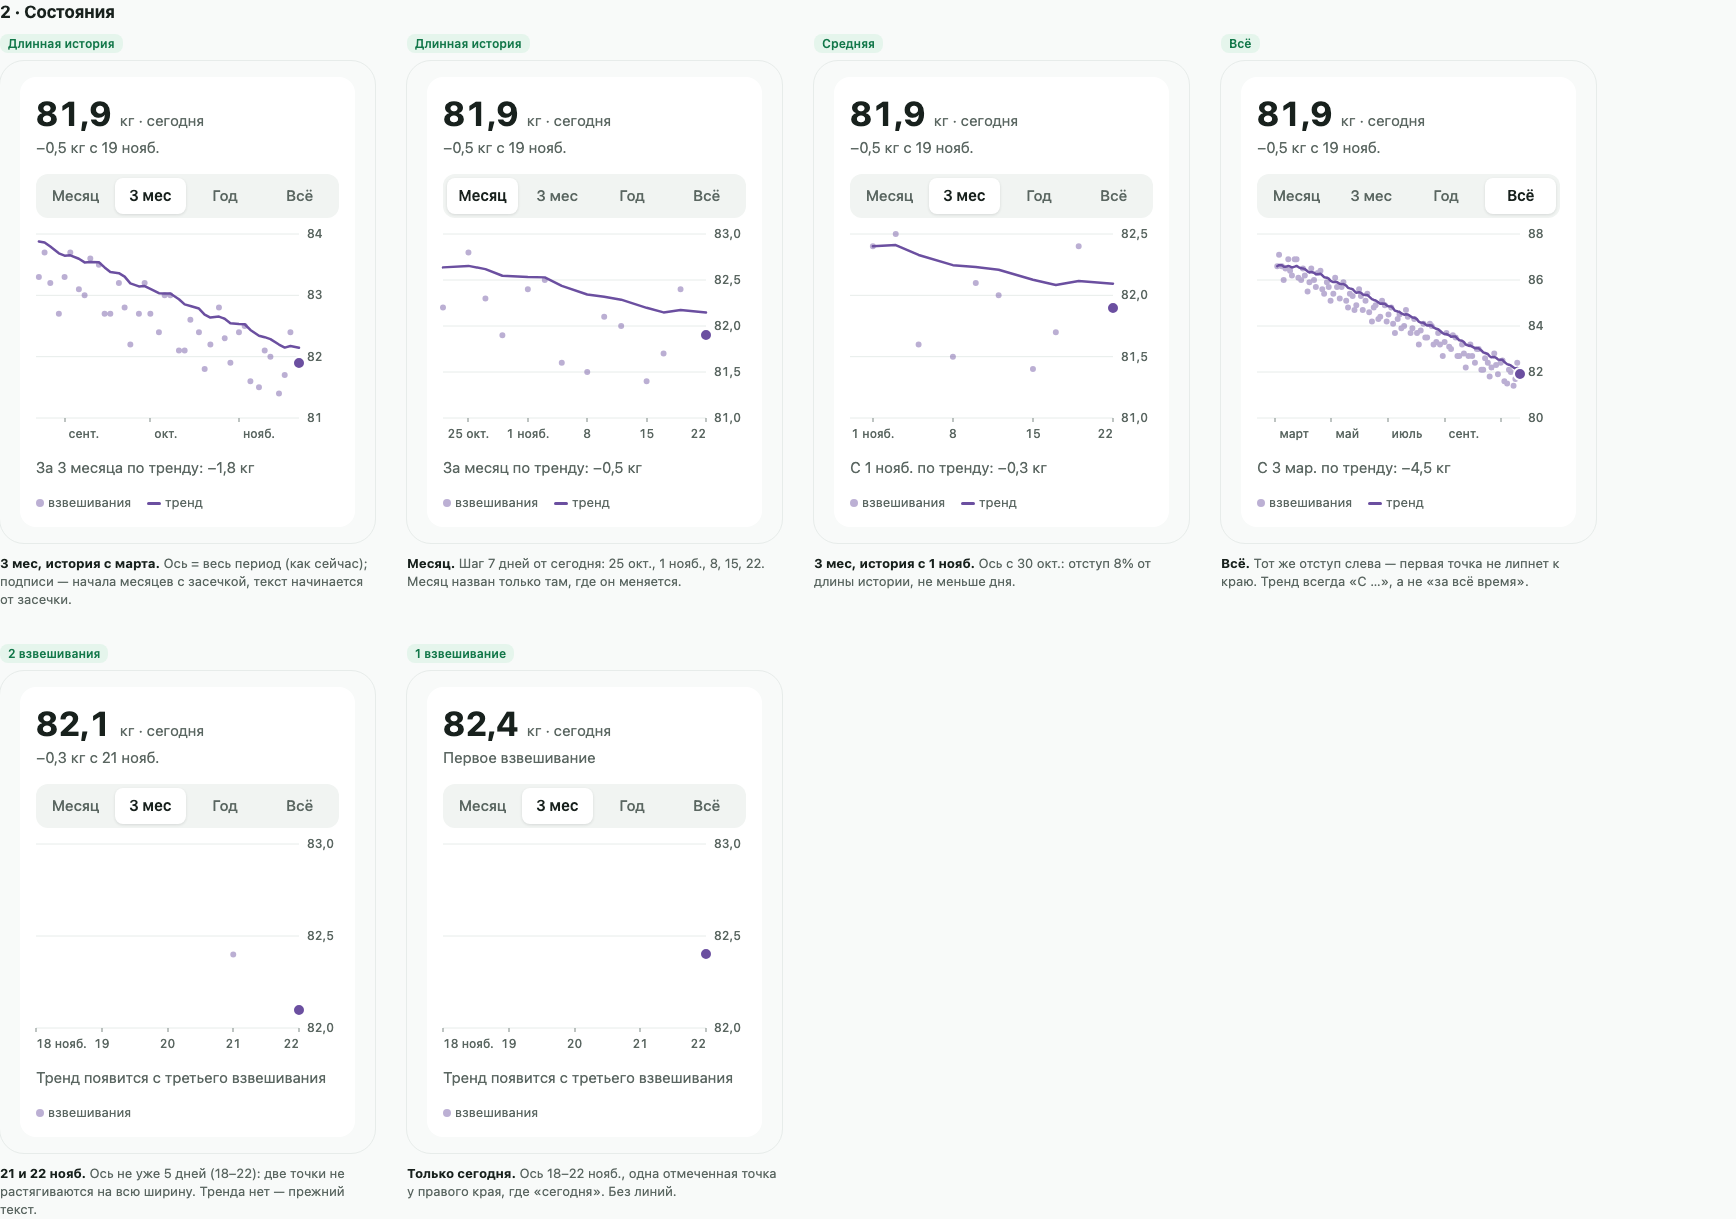 2 · Состояния
Длинная история
81,9 кг · сегодня
−0,5 кг с 19 нояб.
Месяц 3 мес Год Всё
84
83
82
81
сент. окт. нояб.
За 3 месяца по тренду: −1,8 кг
взвешивания тренд
3 мес, история с марта. Ось = весь период (как сейчас);
подписи — начала месяцев с засечкой, текст начинается
от засечки.
Длинная история
81,9 кг · сегодня
−0,5 кг с 19 нояб.
Месяц 3 мес Год Всё
83,0
82,5
82,0
81,5
81,0
25 окт. 1 нояб. 8 15 22
За месяц по тренду: −0,5 кг
взвешивания тренд
Месяц. Шаг 7 дней от сегодня: 25 окт., 1 нояб., 8, 15, 22.
Месяц назван только там, где он меняется.
Средняя
81,9 кг · сегодня
−0,5 кг с 19 нояб.
Месяц 3 мес Год Всё
82,5
82,0
81,5
81,0
1 нояб. 8 15 22
С 1 нояб. по тренду: −0,3 кг
взвешивания тренд
3 мес, история с 1 нояб. Ось с 30 окт.: отступ 8% от
длины истории, не меньше дня.
Всё
81,9 кг · сегодня
−0,5 кг с 19 нояб.
Месяц 3 мес Год Всё
88
86
84
82
80
март май июль сент.
С 3 мар. по тренду: −4,5 кг
взвешивания тренд
Всё. Тот же отступ слева — первая точка не липнет к
краю. Тренд всегда «С …», а не «за всё время».
2 взвешивания
82,1 кг · сегодня
−0,3 кг с 21 нояб.
Месяц 3 мес Год Всё
83,0
82,5
82,0
18 нояб. 19 20 21 22
Тренд появится с третьего взвешивания
взвешивания
21 и 22 нояб. Ось не уже 5 дней (18–22): две точки не
растягиваются на всю ширину. Тренда нет — прежний
текст.
1 взвешивание
82,4 кг · сегодня
Первое взвешивание
Месяц 3 мес Год Всё
83,0
82,5
82,0
18 нояб. 19 20 21 22
Тренд появится с третьего взвешивания
взвешивания
Только сегодня. Ось 18–22 нояб., одна отмеченная точка
у правого края, где «сегодня». Без линий.